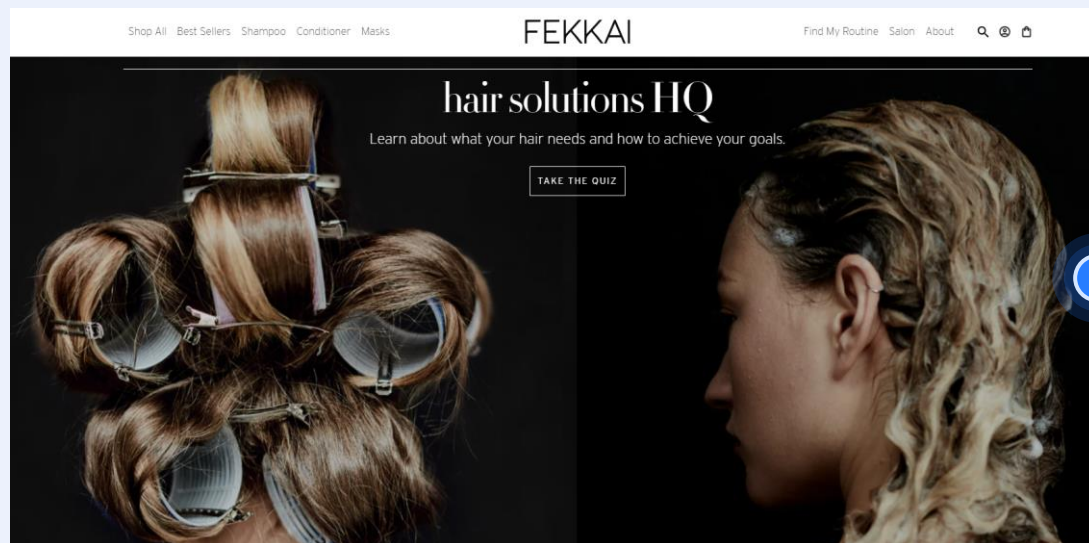 Shop All Best Sellers Shampoo Conditioner Masks FEKKAI Find My Routine Salon About
hair solutions HQ
Learn about what your hair needs and how to achieve your goals.
TAKE THE QUIZ